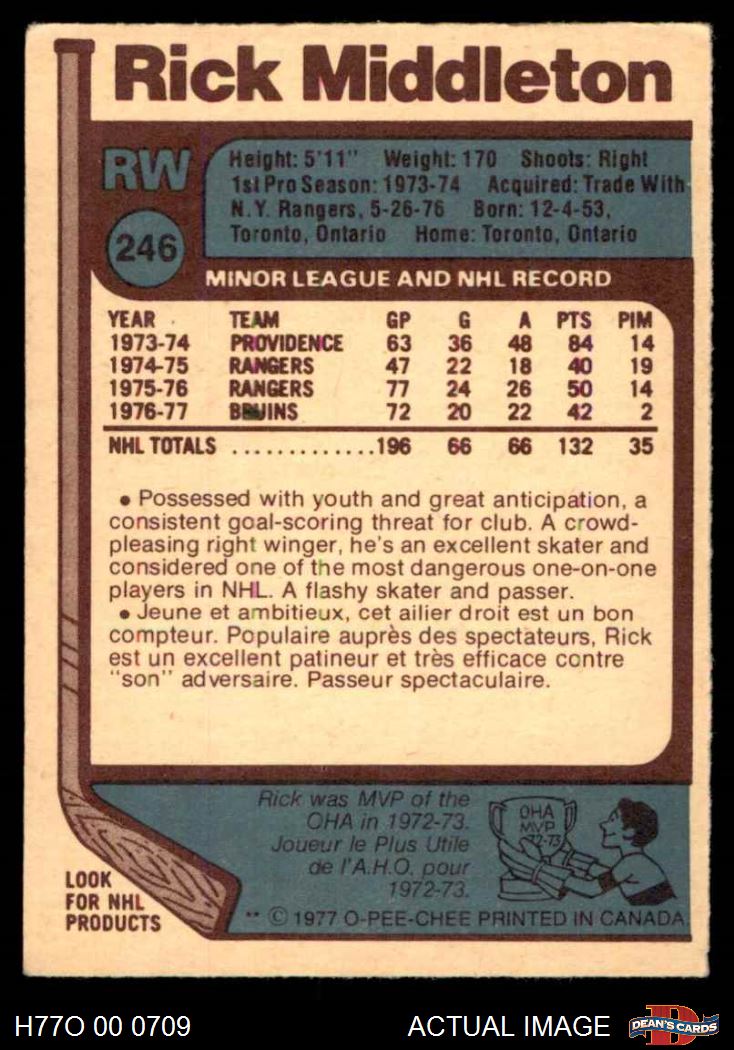 Rick Middleton
RW
246
Height: 5'11" Weight: 170 Shoots: Right
1st Pro Season: 1973-74 Acquired: Trade With
N.Y. Rangers, 5-26-76 Born: 12-4-53,
Toronto, Ontario Home: Toronto, Ontario
MINOR LEAGUE AND NHL RECORD
YEAR TEAM GP G A PTS PIM
1973-74 PROVIDENCE 63 36 48 84 14
1974-75 RANGERS 47 22 18 40 19
1975-76 RANGERS 77 24 26 50 14
1976-77 BRUINS 72 20 22 42 2
NHL TOTALS .............196 66 66 132 35
• Possessed with youth and great anticipation, a
consistent goal-scoring threat for club. A crowd-
pleasing right winger, he's an excellent skater and
considered one of the most dangerous one-on-one
players in NHL. A flashy skater and passer.
• Jeune et ambitieux, cet ailier droit est un bon
compteur. Populaire auprès des spectateurs, Rick
est un excellent patineur et très efficace contre
"son" adversaire. Passeur spectaculaire.
Rick was MVP of the
OHA in 1972-73.
Joueur le Plus Utile
de l'A.H.O. pour
1972-73.
OHA
MVP
72-73
LOOK
FOR NHL
PRODUCTS
** © 1977 O-PEE-CHEE PRINTED IN CANADA
H77O 00 0709
ACTUAL IMAGE
D
DEAN'S CARDS